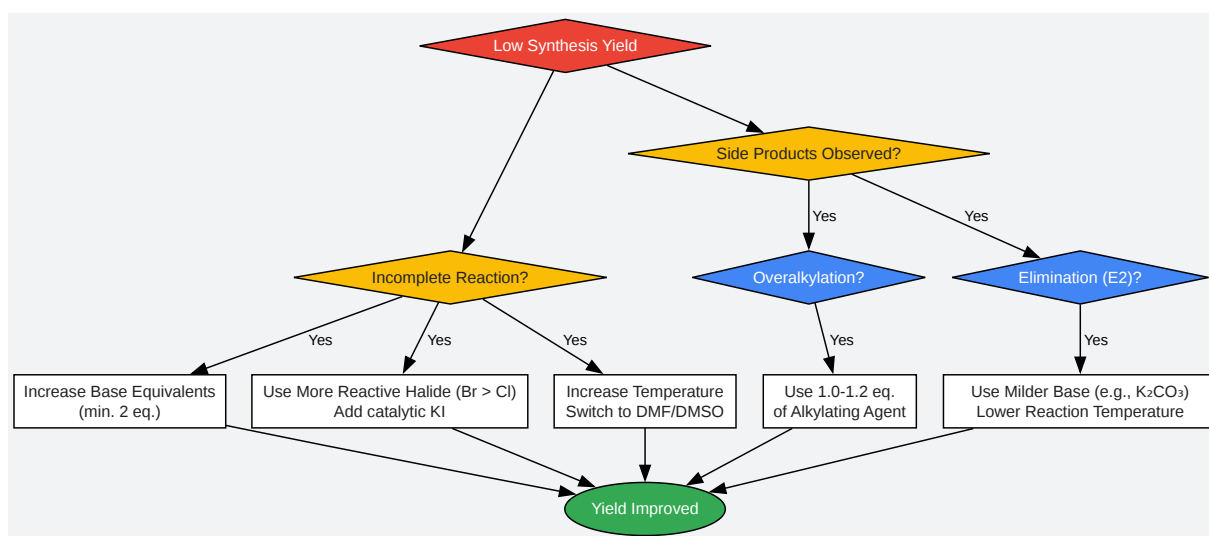 Low Synthesis Yield
Side Products Observed?
Yes
Yes
Incomplete Reaction?
Overalkylation?
Elimination (E2)?
Yes
Yes
Yes
Yes
Yes
Increase Base Equivalents
(min. 2 eq.)
Use More Reactive Halide (Br > Cl)
Add catalytic KI
Increase Temperature
Switch to DMF/DMSO
Use 1.0-1.2 eq.
of Alkylating Agent
Use Milder Base (e.g., K₂CO₃)
Lower Reaction Temperature
Yield Improved